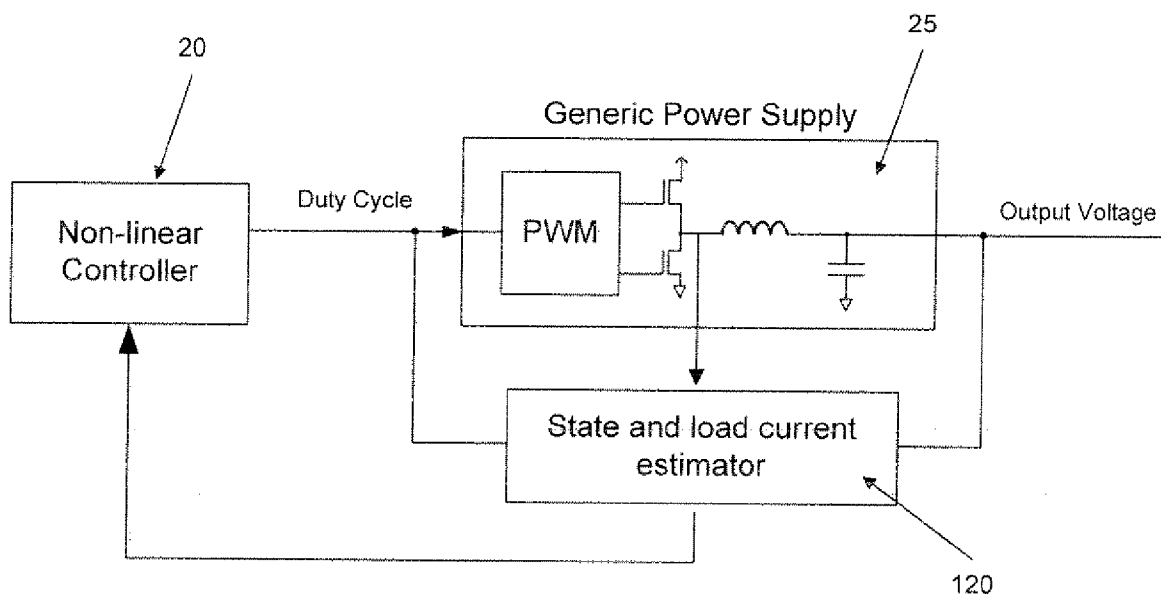 20
25
Generic Power Supply
Non-linear
Controller
Duty Cycle
PWM
Output Voltage
State and load current
estimator
120